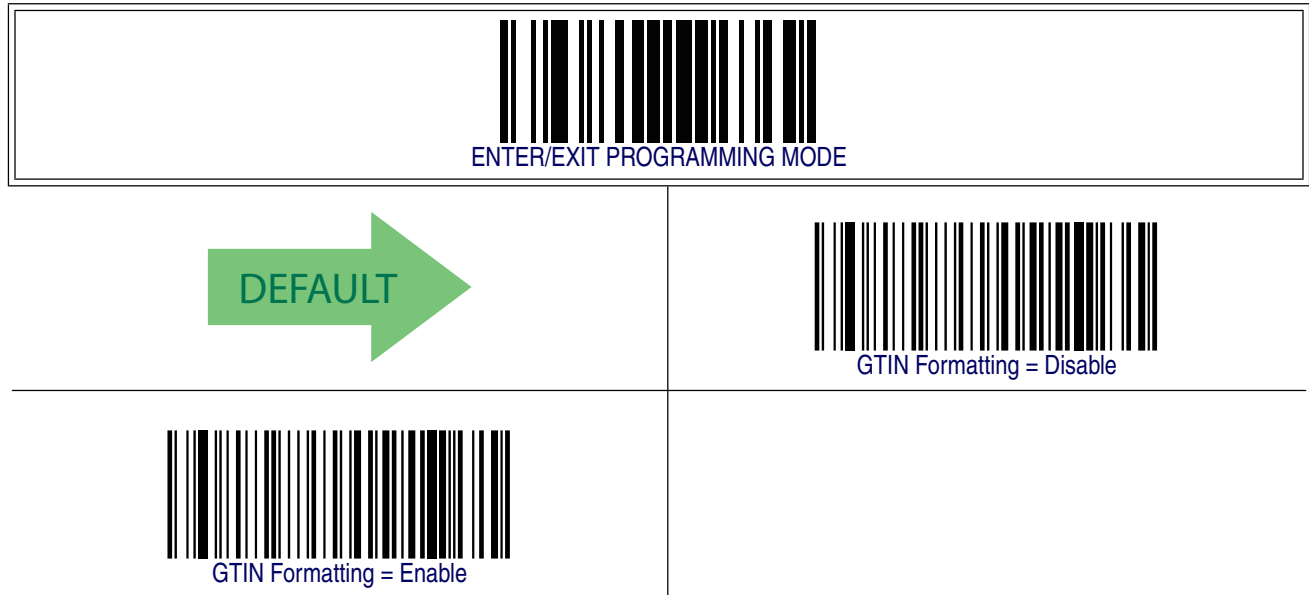 ENTER/EXIT PROGRAMMING MODE
DEFAULT
GTIN Formatting = Disable
GTIN Formatting = Enable